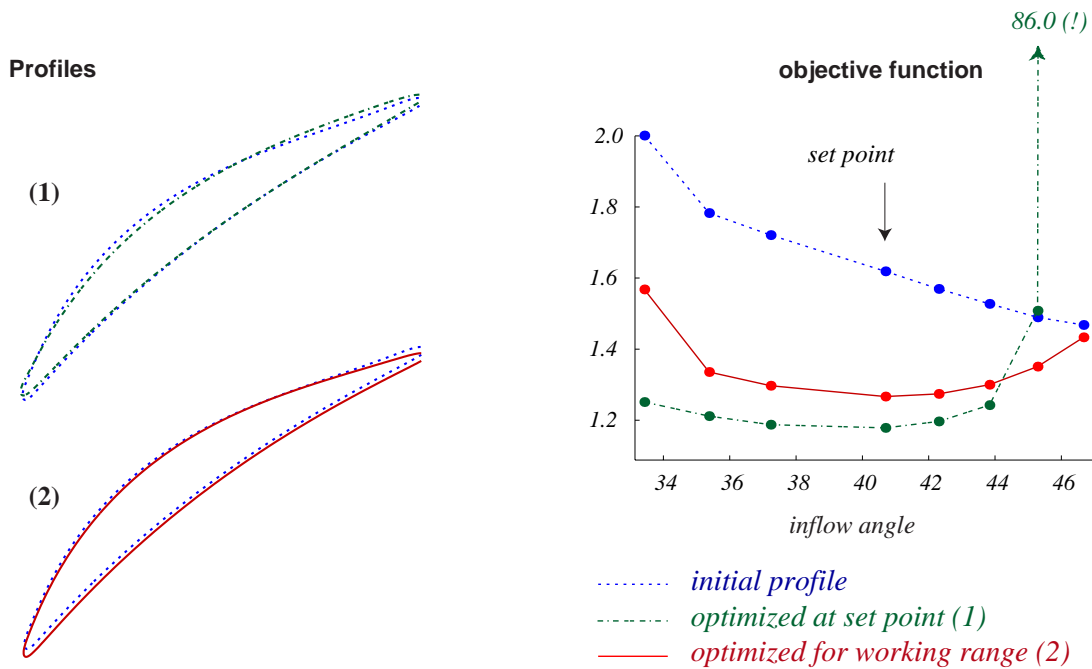 Profiles
(1)
(2)
86.0 (!)
objective function
set point
2.0
1.8
1.6
1.4
1.2
34 36 38 40 42 44 46
inflow angle
initial profile
optimized at set point (1)
optimized for working range (2)